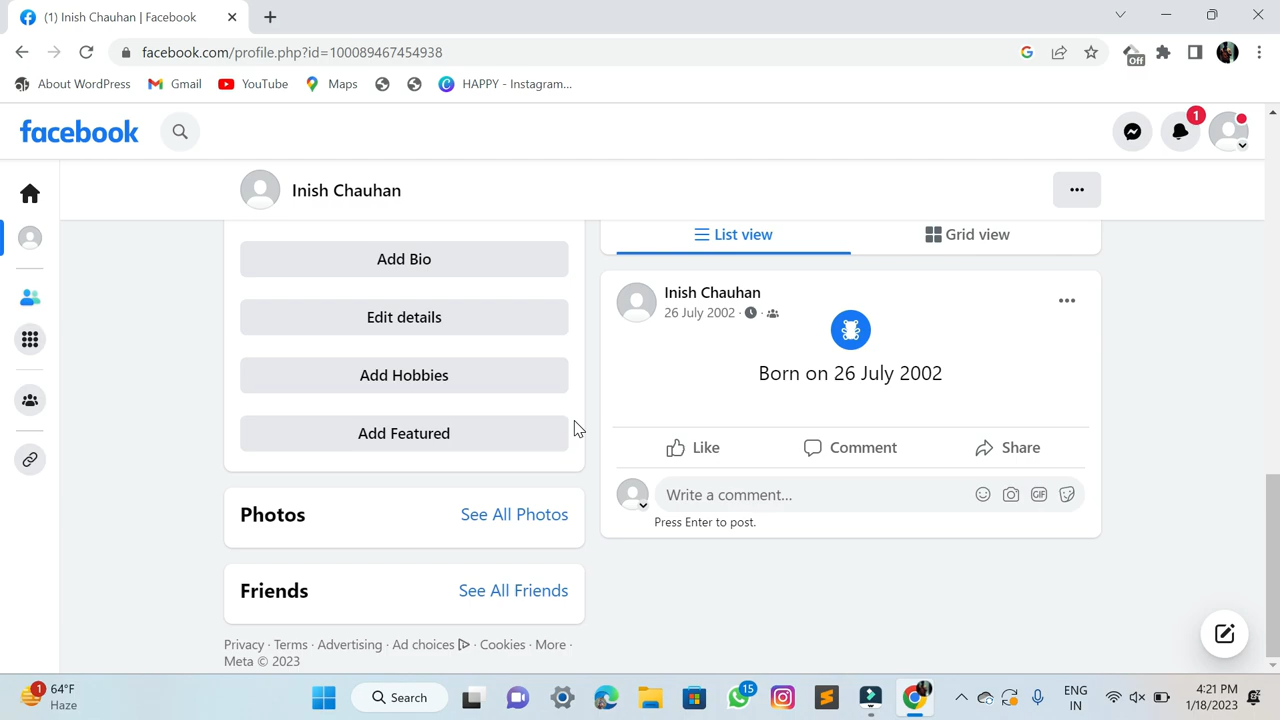 (1) Inish Chauhan | Facebook
facebook.com/profile.php?id=100089467454938
Off
About WordPress
Gmail
YouTube
Maps
HAPPY - Instagram...
facebook
1
Inish Chauhan
List view
Grid view
Add Bio
Edit details
Add Hobbies
Add Featured
Inish Chauhan
26 July 2002 ·  ·
Born on 26 July 2002
Like
Comment
Share
Write a comment...
GIF
Press Enter to post.
Photos
See All Photos
Friends
See All Friends
Privacy · Terms · Advertising · Ad choices · Cookies · More ·
Meta © 2023
1
64°F
Haze
Search
15
ENG
IN
4:21 PM
1/18/2023